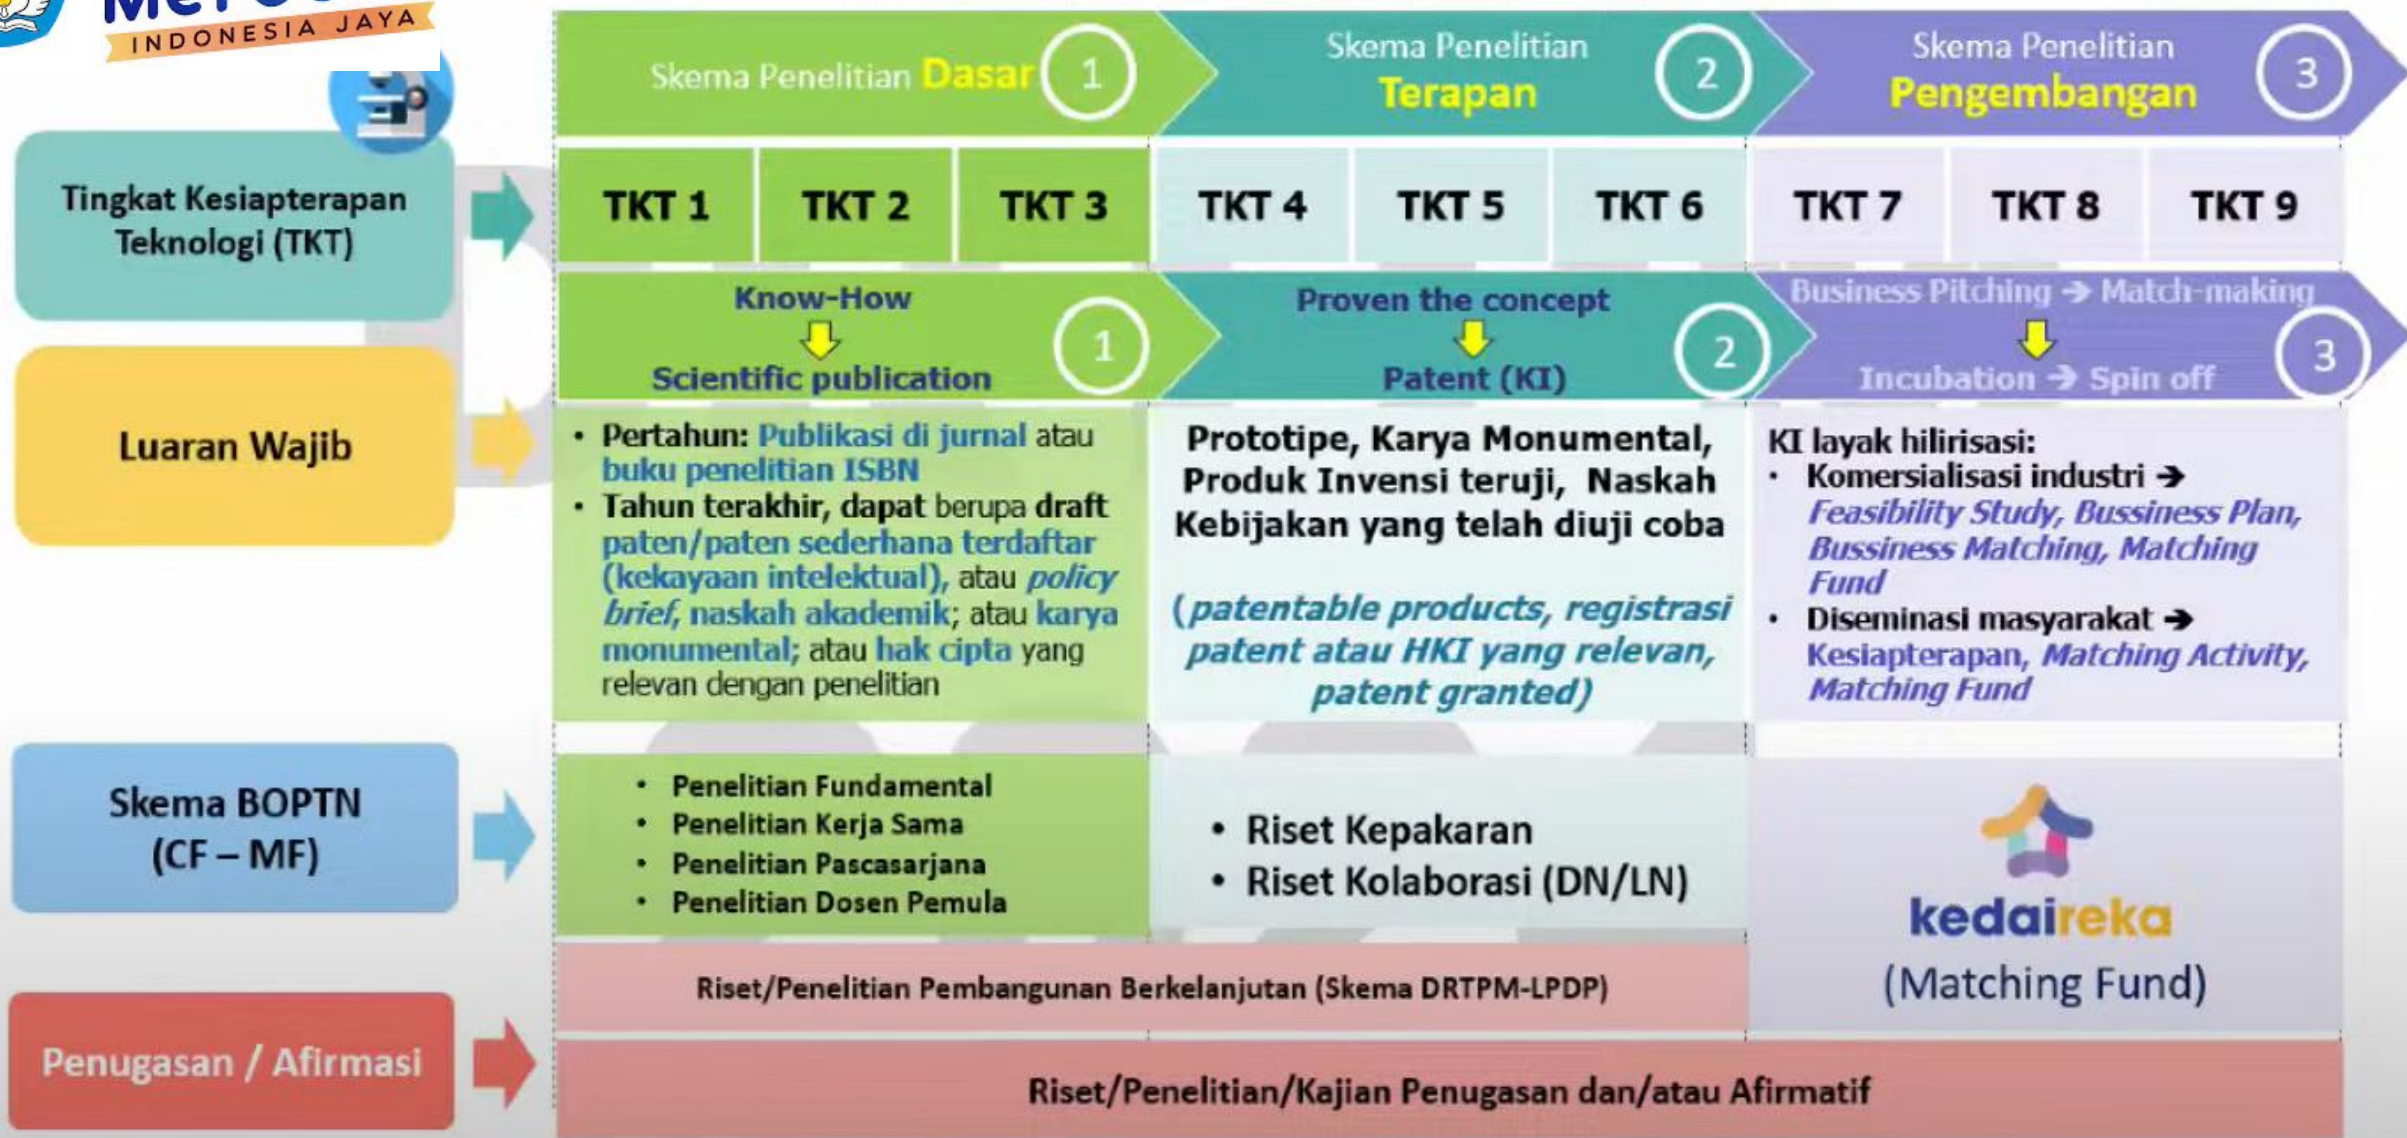 INDONESIA JAYA
Skema Penelitian Dasar 1
Skema Penelitian
Terapan
2
Skema Penelitian
Pengembangan
3
Tingkat Kesiapterapan
Teknologi (TKT)
TKT 1
TKT 2
TKT 3
TKT 4
TKT 5
TKT 6
TKT 7
TKT 8
TKT 9
Know-How
Scientific publication
1
Proven the concept
Patent (KI)
2
Business Pitching → Match-making
Incubation → Spin off
3
Luaran Wajib
• Pertahun: Publikasi di jurnal atau
buku penelitian ISBN
• Tahun terakhir, dapat berupa draft
paten/paten sederhana terdaftar
(kekayaan intelektual), atau policy
brief, naskah akademik; atau karya
monumental; atau hak cipta yang
relevan dengan penelitian
Prototipe, Karya Monumental,
Produk Invensi teruji, Naskah
Kebijakan yang telah diuji coba
(patentable products, registrasi
patent atau HKI yang relevan,
patent granted)
KI layak hilirisasi:
• Komersialisasi industri →
Feasibility Study, Bussiness Plan,
Bussiness Matching, Matching
Fund
• Diseminasi masyarakat →
Kesiapterapan, Matching Activity,
Matching Fund
Skema BOPTN
(CF – MF)
• Penelitian Fundamental
• Penelitian Kerja Sama
• Penelitian Pascasarjana
• Penelitian Dosen Pemula
• Riset Kepakaran
• Riset Kolaborasi (DN/LN)
kedaireka
(Matching Fund)
Riset/Penelitian Pembangunan Berkelanjutan (Skema DRTPM-LPDP)
Penugasan / Afirmasi
Riset/Penelitian/Kajian Penugasan dan/atau Afirmatif